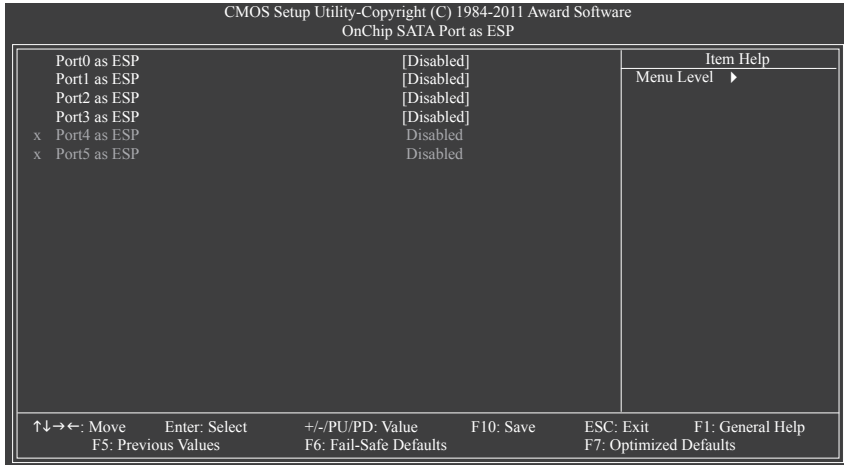 CMOS Setup Utility-Copyright (C) 1984-2011 Award Software
OnChip SATA Port as ESP
Port0 as ESP [Disabled]
Port1 as ESP [Disabled]
Port2 as ESP [Disabled]
Port3 as ESP [Disabled]
x Port4 as ESP Disabled
x Port5 as ESP Disabled
Item Help
Menu Level ▶
↑↓→←: Move Enter: Select +/-/PU/PD: Value F10: Save ESC: Exit F1: General Help
F5: Previous Values F6: Fail-Safe Defaults F7: Optimized Defaults